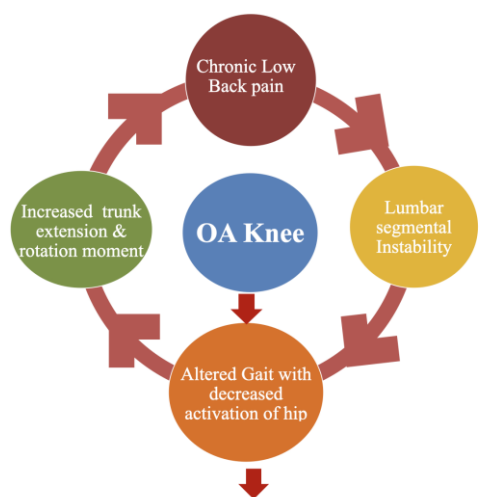 Chronic Low
Back pain
Increased  trunk
extension &
rotation moment
OA Knee
Lumbar
segmental
Instability
Altered Gait with
decreased
activation of hip